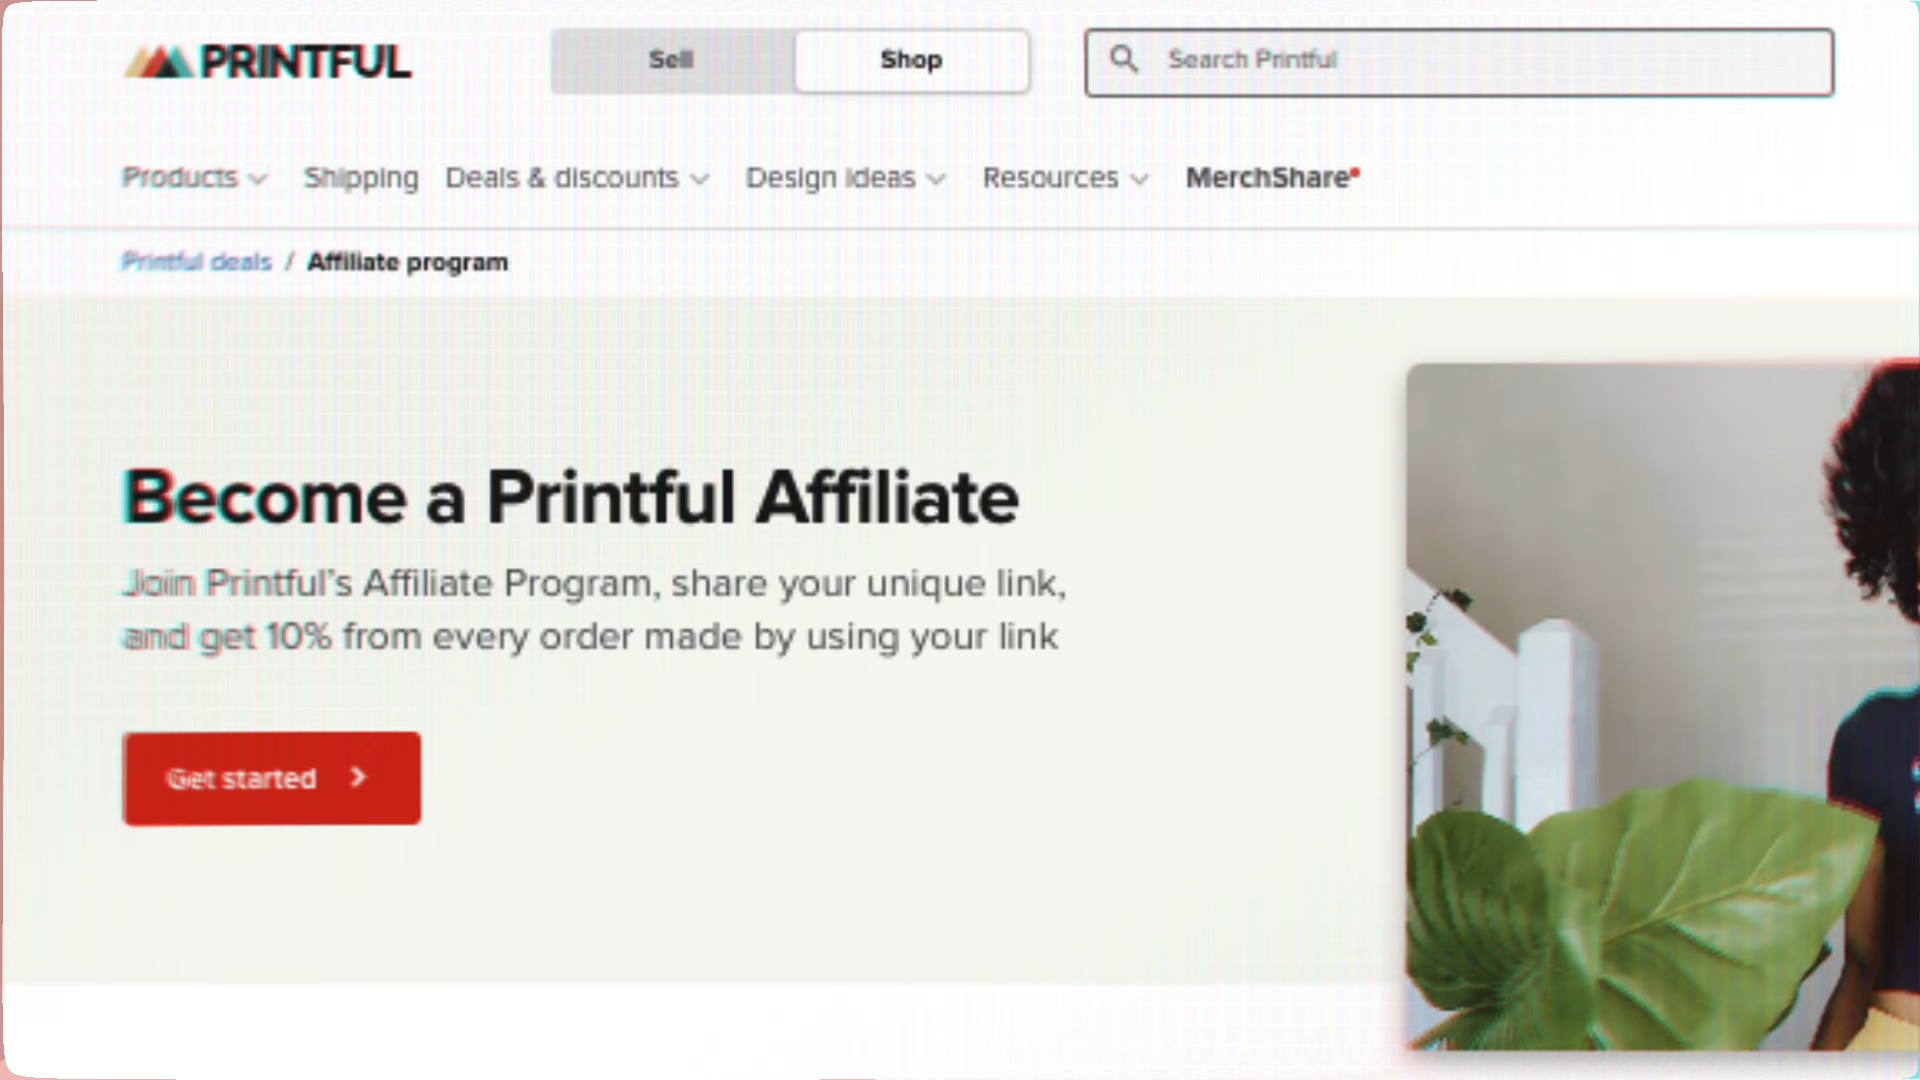 PRINTFUL
Sell
Shop
Search Printful
Products
Shipping
Deals & discounts
Design ideas
Resources
MerchShare
Printful deals / Affiliate program
Become a Printful Affiliate
Join Printful's Affiliate Program, share your unique link,
and get 10% from every order made by using your link
Get started